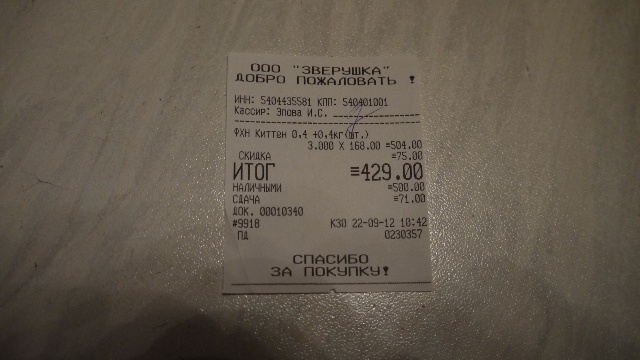 ООО "ЗВЕРУШКА"
ДОБРО ПОЖАЛОВАТЬ !
ИНН: 5404435581 КПП: 540401001
Кассир: Эпова И.С.
ФХН Киттен 0,4 +0,4кг(шт.)
3.000 X 168.00 =504.00
СКИДКА =75.00
ИТОГ =429.00
НАЛИЧНЫМИ =500.00
СДАЧА =71.00
ДОК. 00010340
#9918 КЗО 22-09-12 18:42
ПД 0230357
СПАСИБО
ЗА ПОКУПКУ!